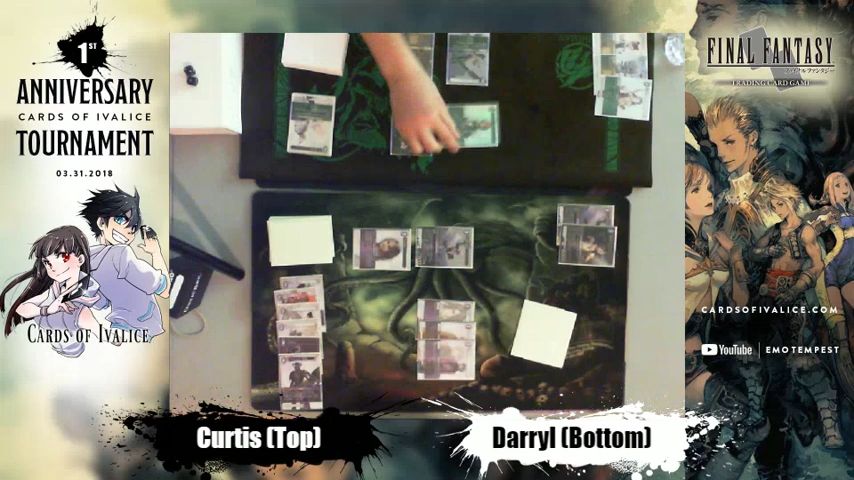 1ST
ANNIVERSARY
CARDS OF IVALICE
TOURNAMENT
03.31.2018
CARDS OF IVALICE
FINAL FANTASY
TRADING CARD GAME
CARDSOFIVALICE.COM
YouTube | EMOTEMPEST
Curtis (Top)
Darryl (Bottom)